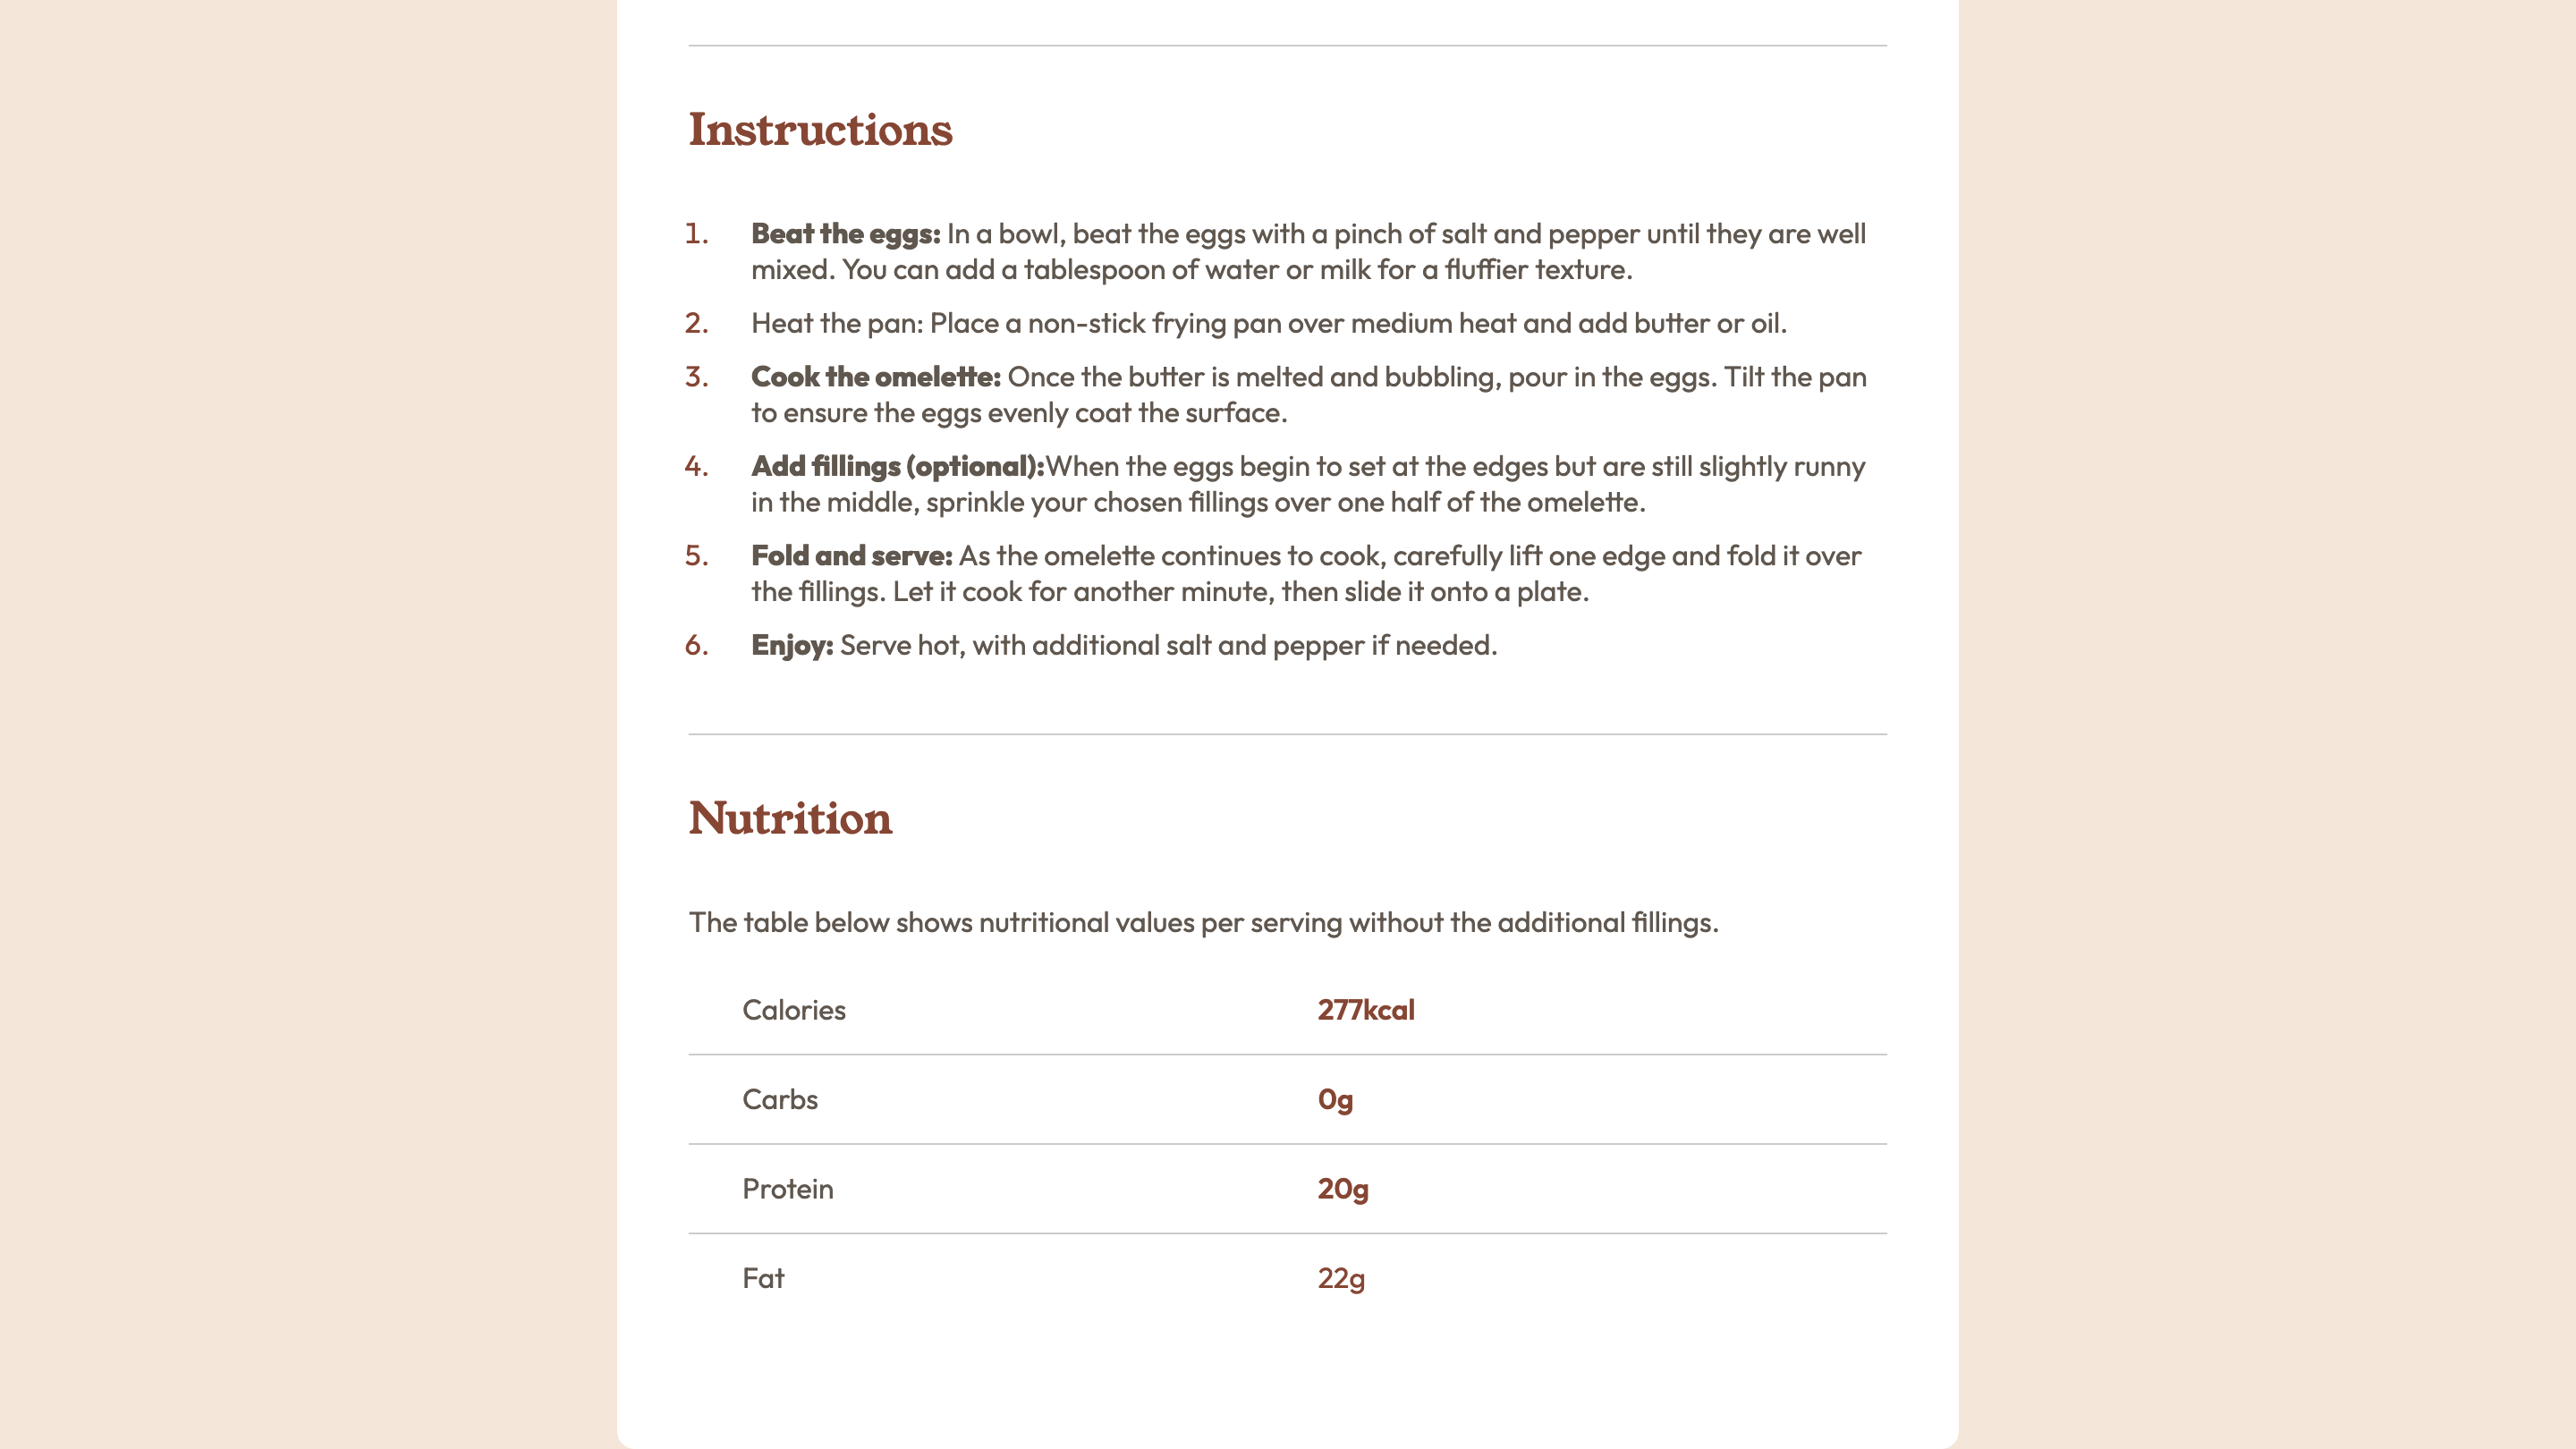 Instructions
1. Beat the eggs: In a bowl, beat the eggs with a pinch of salt and pepper until they are well
mixed. You can add a tablespoon of water or milk for a fluffier texture.
2. Heat the pan: Place a non-stick frying pan over medium heat and add butter or oil.
3. Cook the omelette: Once the butter is melted and bubbling, pour in the eggs. Tilt the pan
to ensure the eggs evenly coat the surface.
4. Add fillings (optional):When the eggs begin to set at the edges but are still slightly runny
in the middle, sprinkle your chosen fillings over one half of the omelette.
5. Fold and serve: As the omelette continues to cook, carefully lift one edge and fold it over
the fillings. Let it cook for another minute, then slide it onto a plate.
6. Enjoy: Serve hot, with additional salt and pepper if needed.
Nutrition
The table below shows nutritional values per serving without the additional fillings.
Calories 277kcal
Carbs 0g
Protein 20g
Fat 22g